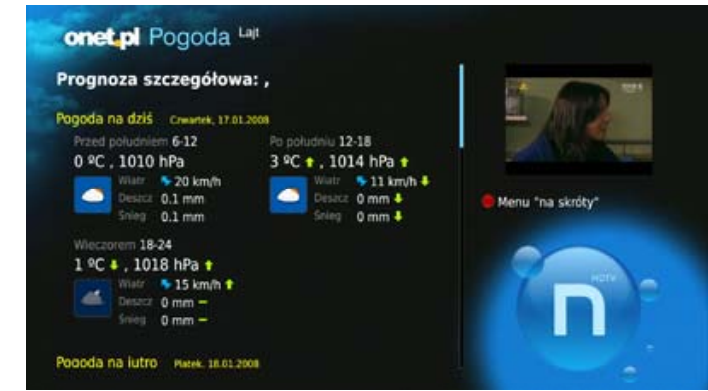 onet.pl Pogoda Lajt
Prognoza szczegółowa: ,
Pogoda na dziś Czwartek, 17.01.2008
Przed południem 6-12
0 ºC , 1010 hPa
Wiatr 20 km/h
Deszcz 0.1 mm
Śnieg 0.1 mm
Po południu 12-18
3 ºC , 1014 hPa
Wiatr 11 km/h
Deszcz 0 mm
Śnieg 0 mm
Wieczorem 18-24
1 ºC , 1018 hPa
Wiatr 15 km/h
Deszcz 0 mm
Śnieg 0 mm
Pogoda na jutro Piątek, 18.01.2008
Menu "na skróty"
HDTV
n